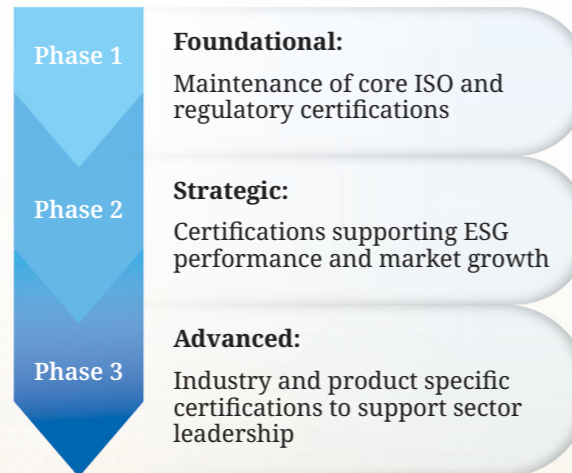 Phase 1
Foundational:
Maintenance of core ISO and
regulatory certifications
Phase 2
Strategic:
Certifications supporting ESG
performance and market growth
Phase 3
Advanced:
Industry and product specific
certifications to support sector
leadership